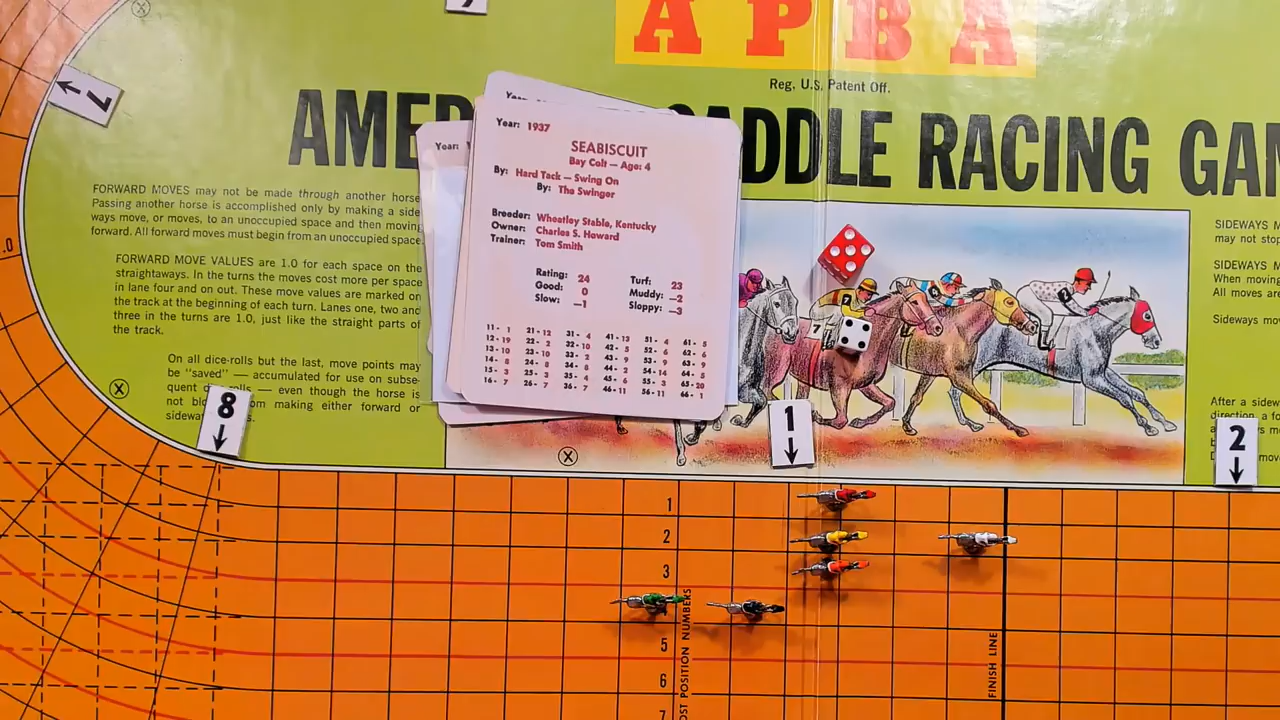 APBA
Reg, U.S. Patent Off.
AMER ADDLE RACING GA
7
8
1
2
.0
FORWARD MOVES may not be made through another horse
Passing another horse is accomplished only by making a side
ways move, or moves, to an unoccupied space and then moving
forward. All forward moves must begin from an unoccupied space.
FORWARD MOVE VALUES are 1.0 for each space on the
straightaways. In the turns the moves cost more per space
in lane four and on out. These move values are marked on
the track at the beginning of each turn. Lanes one, two and
three in the turns are 1.0, just like the straight parts of
the track.
On all dice-rolls but the last, move points may
be "saved" — accumulated for use on subse-
quent — even though the horse is
not from making either forward or
Year:
Year:
Year: 1937
SEABISCUIT
Bay Colt — Age: 4
By: Hard Tack — Swing On
By: The Swinger
Breeder: Wheatley Stable, Kentucky
Owner: Charles S. Howard
Trainer: Tom Smith
Rating: 24 Turf: 23
Good: 0 Muddy: —2
Slow: —1 Sloppy: —3
11 - 1 21 - 12 31 - 4 41 - 13 51 - 4 61 - 5
12 - 19 22 - 2 32 - 10 42 - 8 52 - 6 62 - 6
13 - 10 23 - 10 33 - 2 43 - 9 53 - 9 63 - 9
14 - 8 24 - 8 34 - 8 44 - 2 54 - 14 64 - 5
15 - 3 25 - 3 35 - 4 45 - 6 55 - 3 65 - 20
16 - 7 26 - 7 36 - 7 46 - 11 56 - 11 66 - 1
7
SIDEWAYS M
may not stop
SIDEWAYS M
When moving
All moves are
Sideways mov
After a sidew
direction, a fo
mov
1
2
3
5
6
7
OST POSITION NUMBERS
FINISH LINE